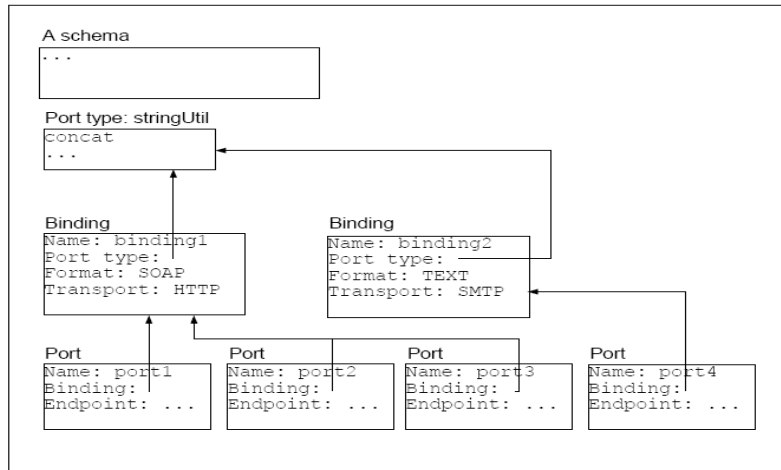 A schema
...
Port type: stringUtil
concat
...
Binding
Name: binding1
Port type:
Format: SOAP
Transport: HTTP
Binding
Name: binding2
Port type:
Format: TEXT
Transport: SMTP
Port
Name: port1
Binding:
Endpoint: ...
Port
Name: port2
Binding:
Endpoint: ...
Port
Name: port3
Binding:
Endpoint: ...
Port
Name: port4
Binding:
Endpoint: ...